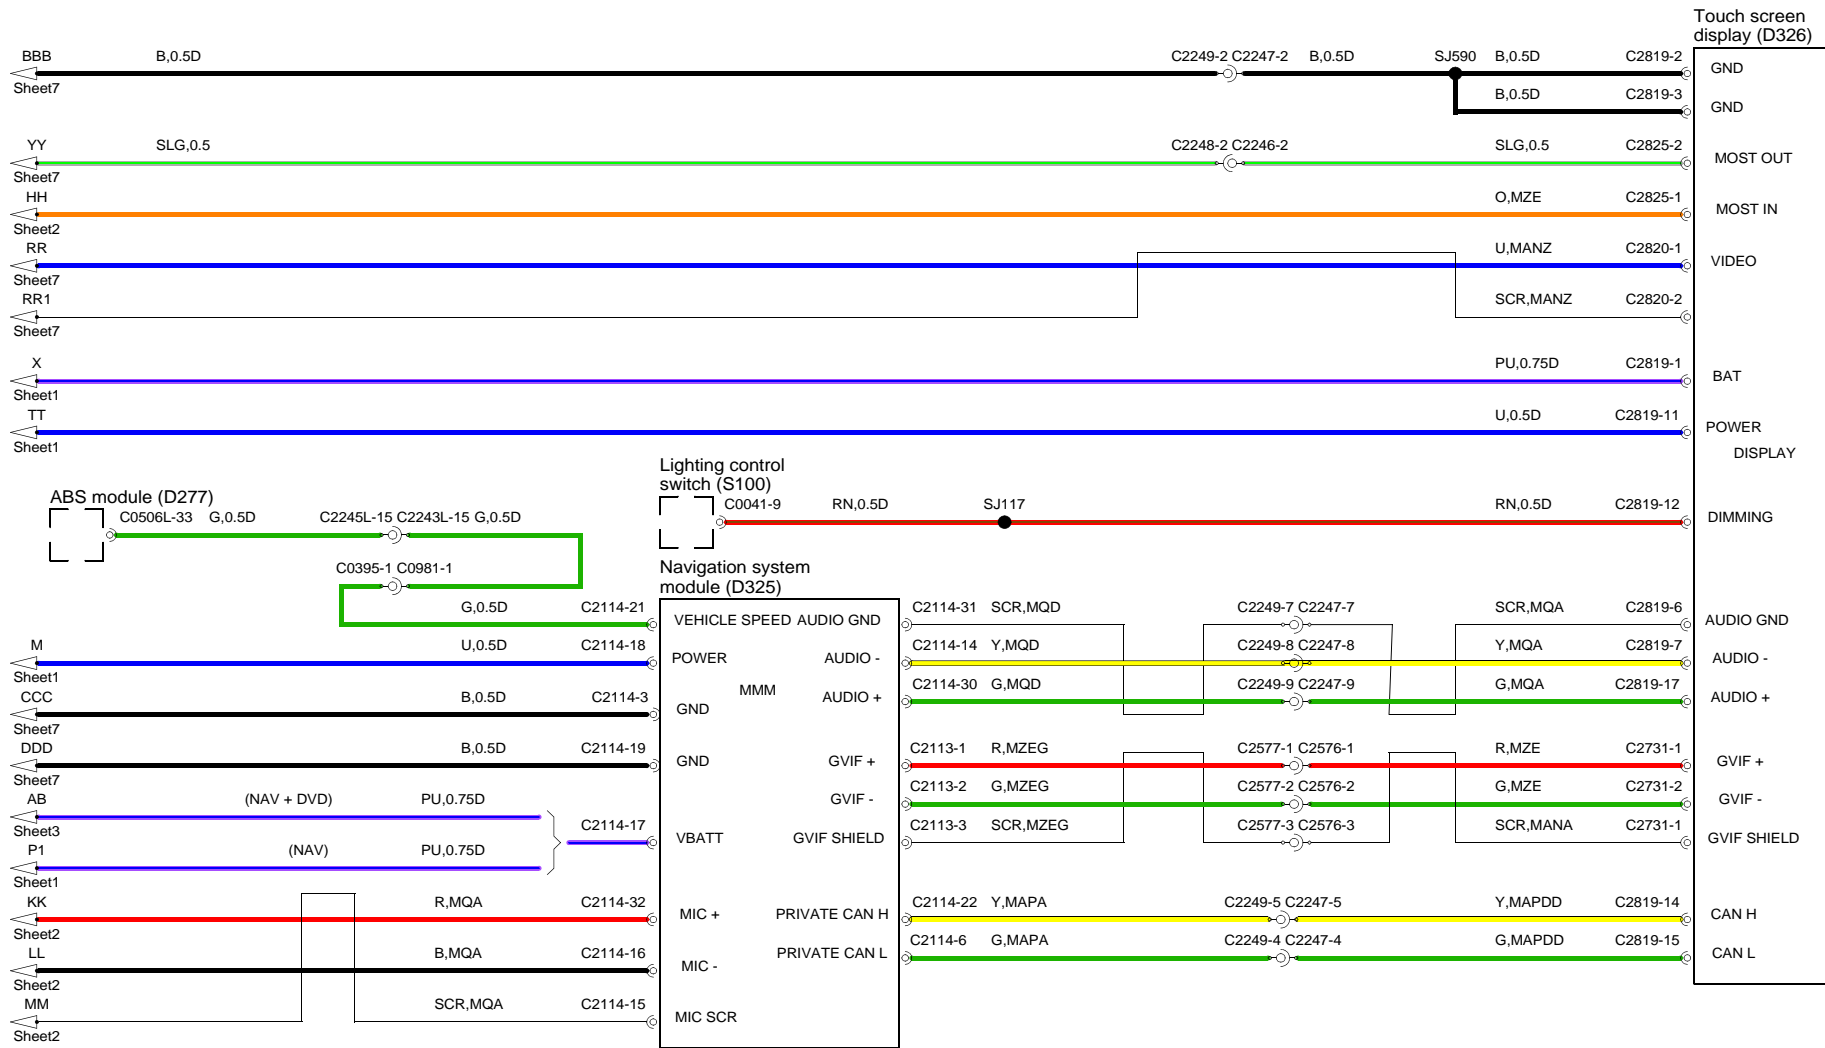 Touch screen
display (D326)
BBB B,0.5D C2249-2 C2247-2 B,0.5D SJ590 B,0.5D C2819-2 GND
Sheet7
B,0.5D C2819-3 GND
YY SLG,0.5 C2248-2 C2246-2 SLG,0.5 C2825-2 MOST OUT
Sheet7
HH O,MZE C2825-1 MOST IN
Sheet2
RR U,MANZ C2820-1 VIDEO
Sheet7
RR1 SCR,MANZ C2820-2
Sheet7
X PU,0.75D C2819-1 BAT
Sheet1
TT U,0.5D C2819-11 POWER
Sheet1
DISPLAY
Lighting control
switch (S100)
C0041-9 RN,0.5D SJ117 RN,0.5D C2819-12 DIMMING
ABS module (D277)
C0506L-33 G,0.5D C2245L-15 C2243L-15 G,0.5D
C0395-1 C0981-1
Navigation system
module (D325)
G,0.5D C2114-21 VEHICLE SPEED AUDIO GND C2114-31 SCR,MQD C2249-7 C2247-7 SCR,MQA C2819-6 AUDIO GND
M U,0.5D C2114-18 POWER AUDIO - C2114-14 Y,MQD C2249-8 C2247-8 Y,MQA C2819-7 AUDIO -
Sheet1
MMM
CCC B,0.5D C2114-3 GND AUDIO + C2114-30 G,MQD C2249-9 C2247-9 G,MQA C2819-17 AUDIO +
Sheet7
DDD B,0.5D C2114-19 GND GVIF + C2113-1 R,MZEG C2577-1 C2576-1 R,MZE C2731-1 GVIF +
Sheet7
AB (NAV + DVD) PU,0.75D GVIF - C2113-2 G,MZEG C2577-2 C2576-2 G,MZE C2731-2 GVIF -
Sheet3
C2114-17 VBATT GVIF SHIELD C2113-3 SCR,MZEG C2577-3 C2576-3 SCR,MANA C2731-1 GVIF SHIELD
P1 (NAV) PU,0.75D
Sheet1
KK R,MQA C2114-32 MIC + PRIVATE CAN H C2114-22 Y,MAPA C2249-5 C2247-5 Y,MAPDD C2819-14 CAN H
Sheet2
LL B,MQA C2114-16 MIC - PRIVATE CAN L C2114-6 G,MAPA C2249-4 C2247-4 G,MAPDD C2819-15 CAN L
Sheet2
MM SCR,MQA C2114-15 MIC SCR
Sheet2